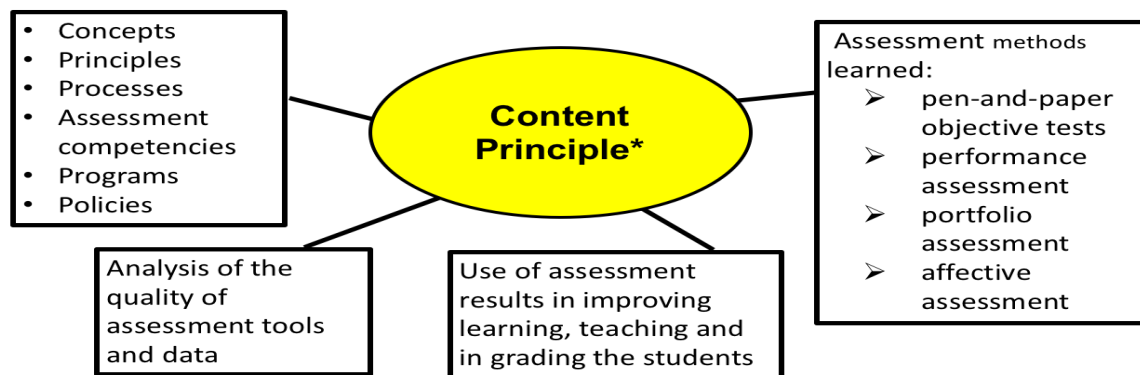 • Concepts
• Principles
• Processes
• Assessment
competencies
• Programs
• Policies
Content
Principle*
Assessment methods
learned:
➢ pen-and-paper
objective tests
➢ performance
assessment
➢ portfolio
assessment
➢ affective
assessment
Analysis of the
quality of
assessment tools
and data
Use of assessment
results in improving
learning, teaching and
in grading the students